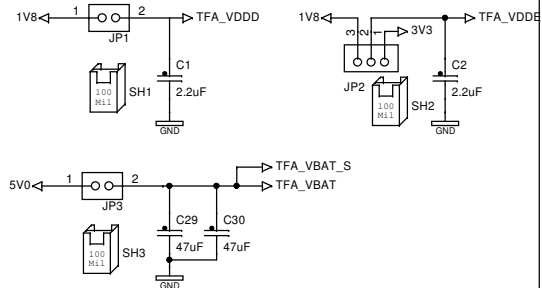 1V8 1 2 TFA_VDDD
JP1
C1
2.2uF
100
Mil
SH1
GND
1V8 3 2 1 3V3 TFA_VDDE
JP2
C2
2.2uF
100
Mil
SH2
GND
TFA_VBAT_S
5V0 1 2 TFA_VBAT
JP3
C29 C30
47uF 47uF
100
Mil
SH3
GND